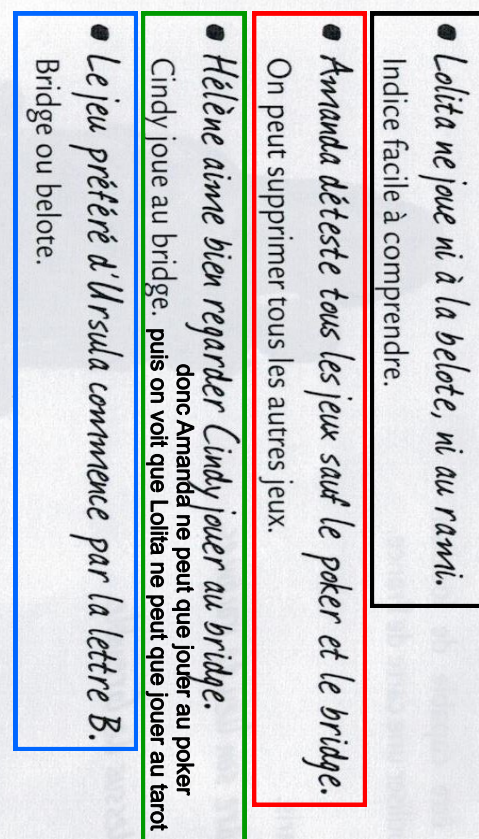 ● Lolita ne joue ni à la belote, ni au rami.
Indice facile à comprendre.
● Amanda déteste tous les jeux sauf le poker et le bridge.
On peut supprimer tous les autres jeux.
● Hélène aime bien regarder Cindy jouer au bridge.
donc Amanda ne peut que jouer au poker
Cindy joue au bridge. puis on voit que Lolita ne peut que jouer au tarot
● Le jeu préféré d'Ursula commence par la lettre B.
Bridge ou belote.